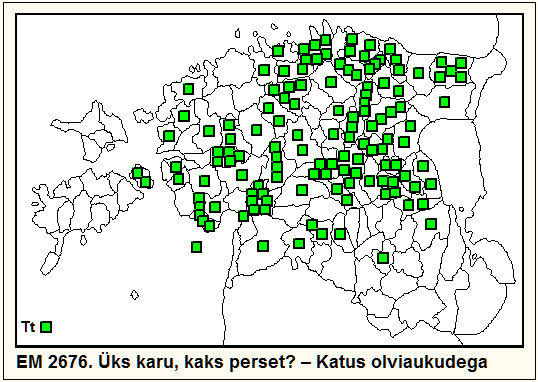 Tt
EM 2676. Üks karu, kaks perset? – Katus olviaukudega